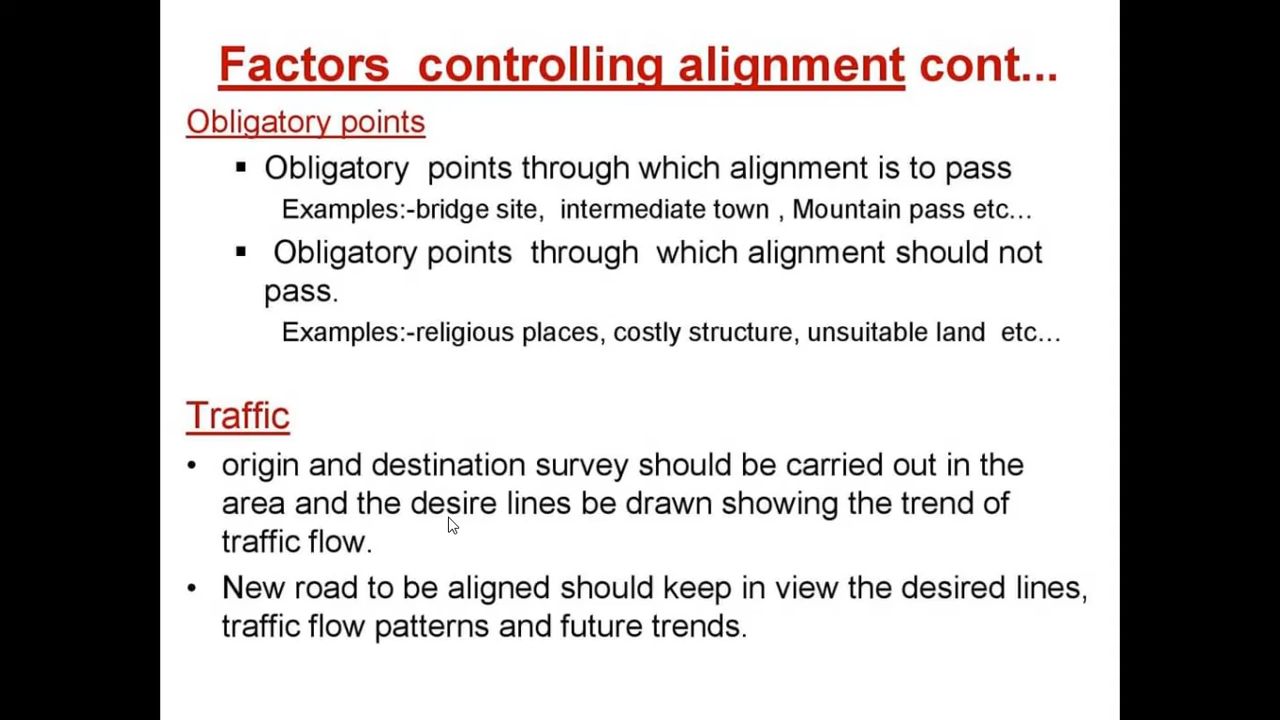 Factors controlling alignment cont...
Obligatory points
▪ Obligatory points through which alignment is to pass
Examples:-bridge site, intermediate town , Mountain pass etc...
▪ Obligatory points through which alignment should not
pass.
Examples:-religious places, costly structure, unsuitable land etc...
Traffic
• origin and destination survey should be carried out in the
area and the desire lines be drawn showing the trend of
traffic flow.
• New road to be aligned should keep in view the desired lines,
traffic flow patterns and future trends.